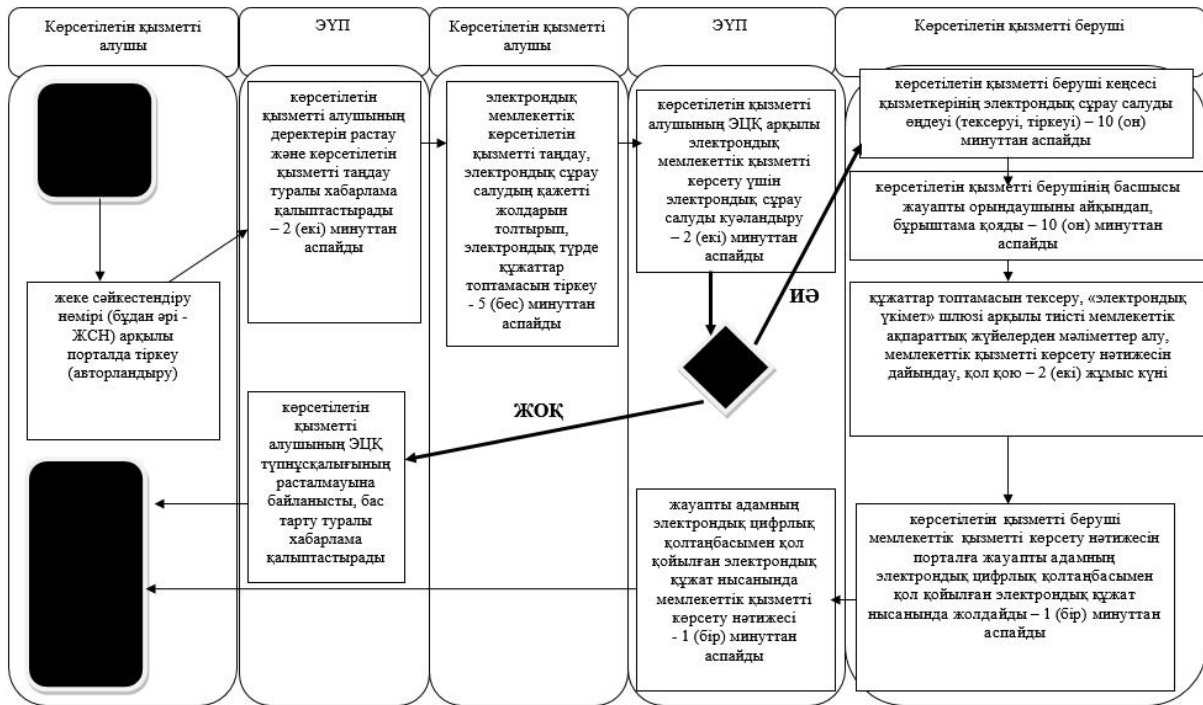 Көрсетілетін қызметті
алушы
ЭҮП
Көрсетілетін қызметті
алушы
ЭҮП
Көрсетілетін қызметті беруші
жеке сәйкестендіру
нөмірі (бұдан әрі -
ЖСН) арқылы
порталда тіркеу
(авторландыру)
көрсетілетін
қызметті алушының
деректерін растау
және көрсетілетін
қызметті таңдау
туралы хабарлама
қалыптастырады
– 2 (екі) минуттан
аспайды
электрондық
мемлекеттік
көрсетілетін
қызметті таңдау,
электрондық сұрау
салудың қажетті
жолдарын
толтырып,
электрондық түрде
құжаттар
топтамасын тіркеу
- 5 (бес) минуттан
аспайды
көрсетілетін қызметті
алушының ЭЦҚ арқылы
электрондық
мемлекеттік қызметті
көрсету үшін
электрондық сұрау
салуды куәландыру
– 2 (екі) минуттан
аспайды
ИӘ
ЖОҚ
көрсетілетін қызметті беруші кеңсесі
қызметкерінің электрондық сұрау салуды
өңдеуі (тексеруі, тіркеуі) – 10 (он)
минуттан аспайды
көрсетілетін қызметті берушінің басшысы
жауапты орындаушыны айқындап,
бұрыштама қояды – 10 (он) минуттан
аспайды
құжаттар топтамасын тексеру, «электрондық
үкімет» шлюзі арқылы тиісті мемлекеттік
ақпараттық жүйелерден мәліметтер алу,
мемлекеттік қызметті көрсету нәтижесін
дайындау, қол қою – 2 (екі) жұмыс күні
көрсетілетін қызметті беруші
мемлекеттік қызметті көрсету нәтижесін
порталға жауапты адамның
электрондық цифрлық қолтаңбасымен
қол қойылған электрондық құжат
нысанында жолдайды – 1 (бір) минуттан
аспайды
жауапты адамның
электрондық цифрлық
қолтаңбасымен қол
қойылған электрондық
құжат нысанында
мемлекеттік қызметті
көрсету нәтижесі
- 1 (бір) минуттан
аспайды
көрсетілетін
қызметті
алушының ЭЦҚ
түпнұсқалығының
расталмауына
байланысты, бас
тарту туралы
хабарлама
қалыптастырады